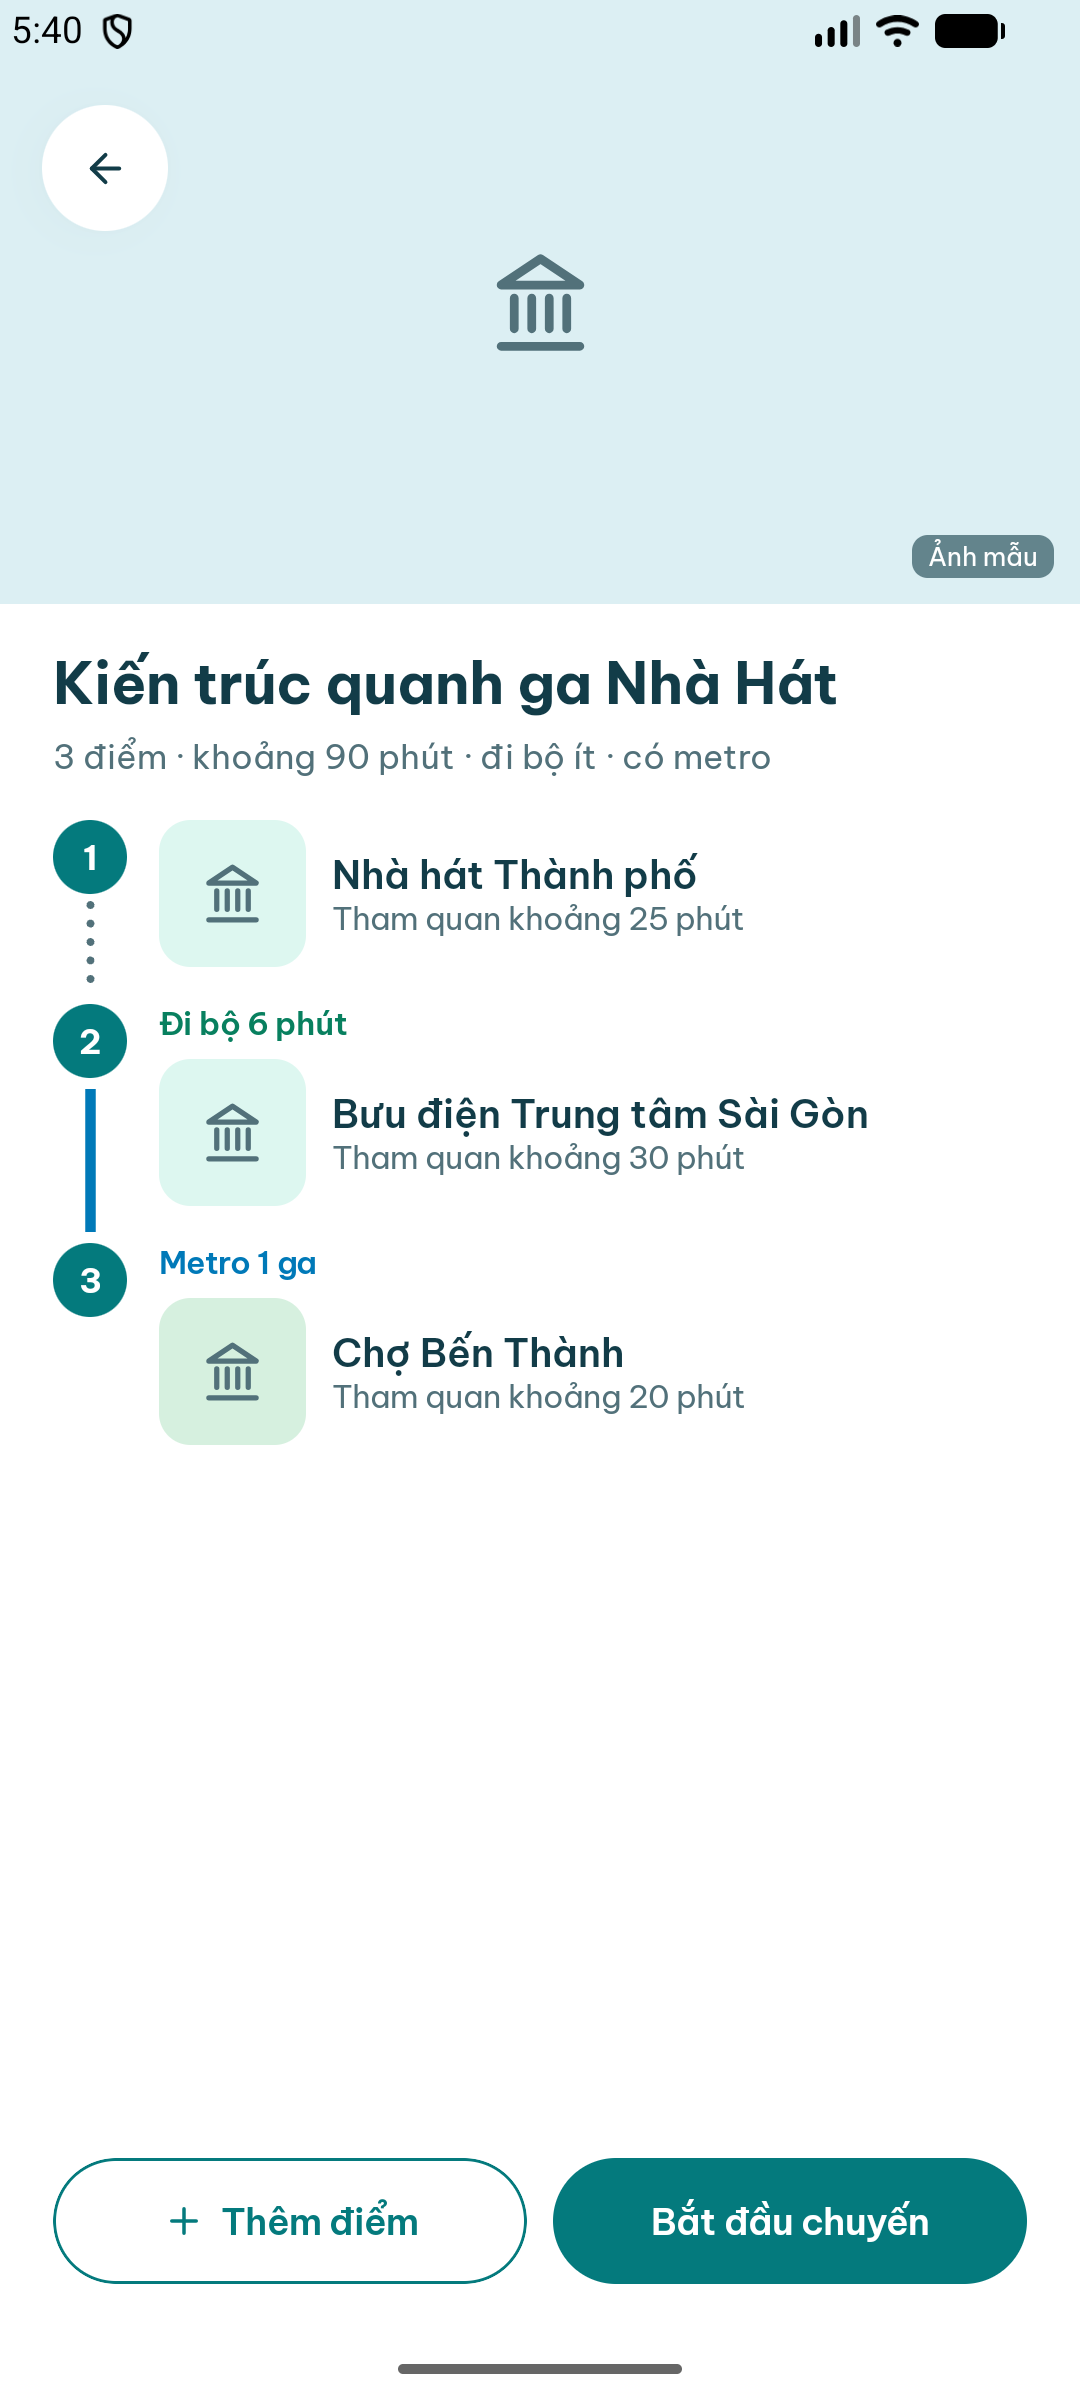 5:40
Ảnh mẫu
Kiến trúc quanh ga Nhà Hát
3 điểm · khoảng 90 phút · đi bộ ít · có metro
1
Nhà hát Thành phố
Tham quan khoảng 25 phút
2
Đi bộ 6 phút
Bưu điện Trung tâm Sài Gòn
Tham quan khoảng 30 phút
3
Metro 1 ga
Chợ Bến Thành
Tham quan khoảng 20 phút
Thêm điểm
Bắt đầu chuyến